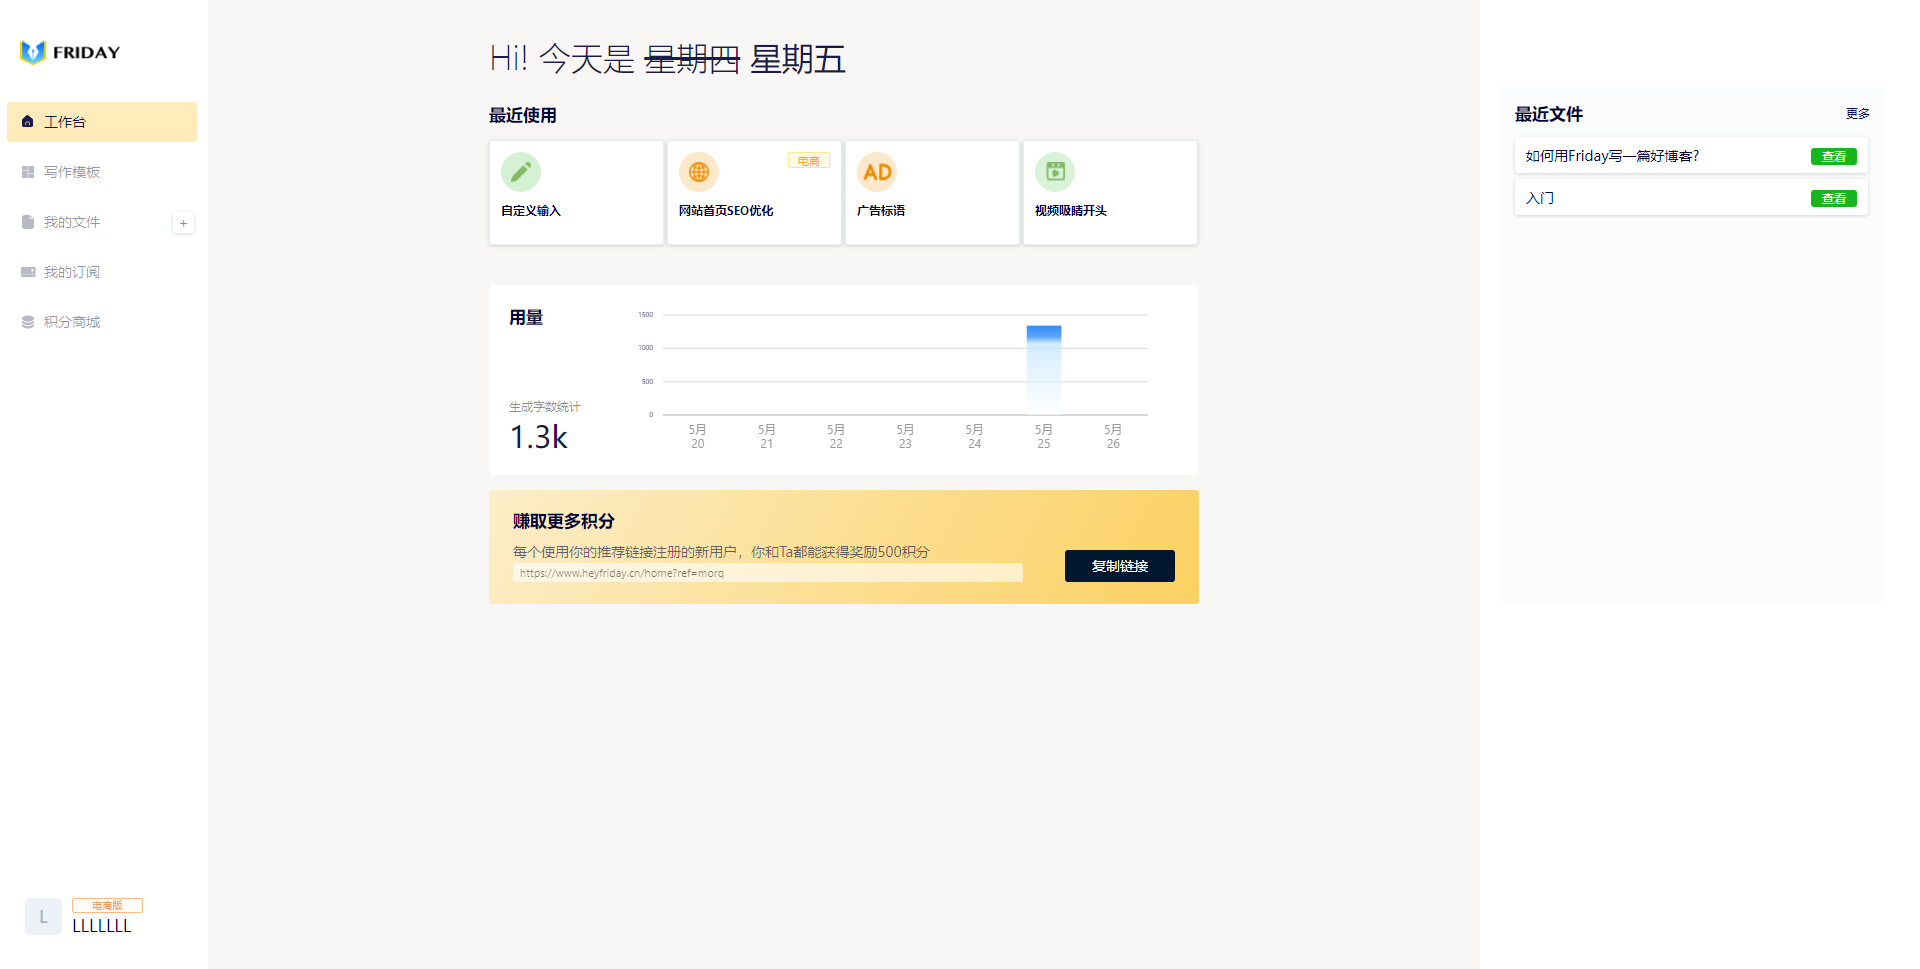 FRIDAY
工作台
写作模板
我的文件
+
我的订阅
积分商城
L
电商版
LLLLLLL
Hi! 今天是 星期四 星期五
最近使用
自定义输入
电商
网站首页SEO优化
AD
广告标语
视频吸睛开头
用量
生成字数统计
1.3k
1500
1000
500
0
5月 20
5月 21
5月 22
5月 23
5月 24
5月 25
5月 26
赚取更多积分
每个使用你的推荐链接注册的新用户，你和Ta都能获得奖励500积分
https://www.heyfriday.cn/home?ref=morq
复制链接
最近文件 更多
如何用Friday写一篇好博客? 查看
入门 查看